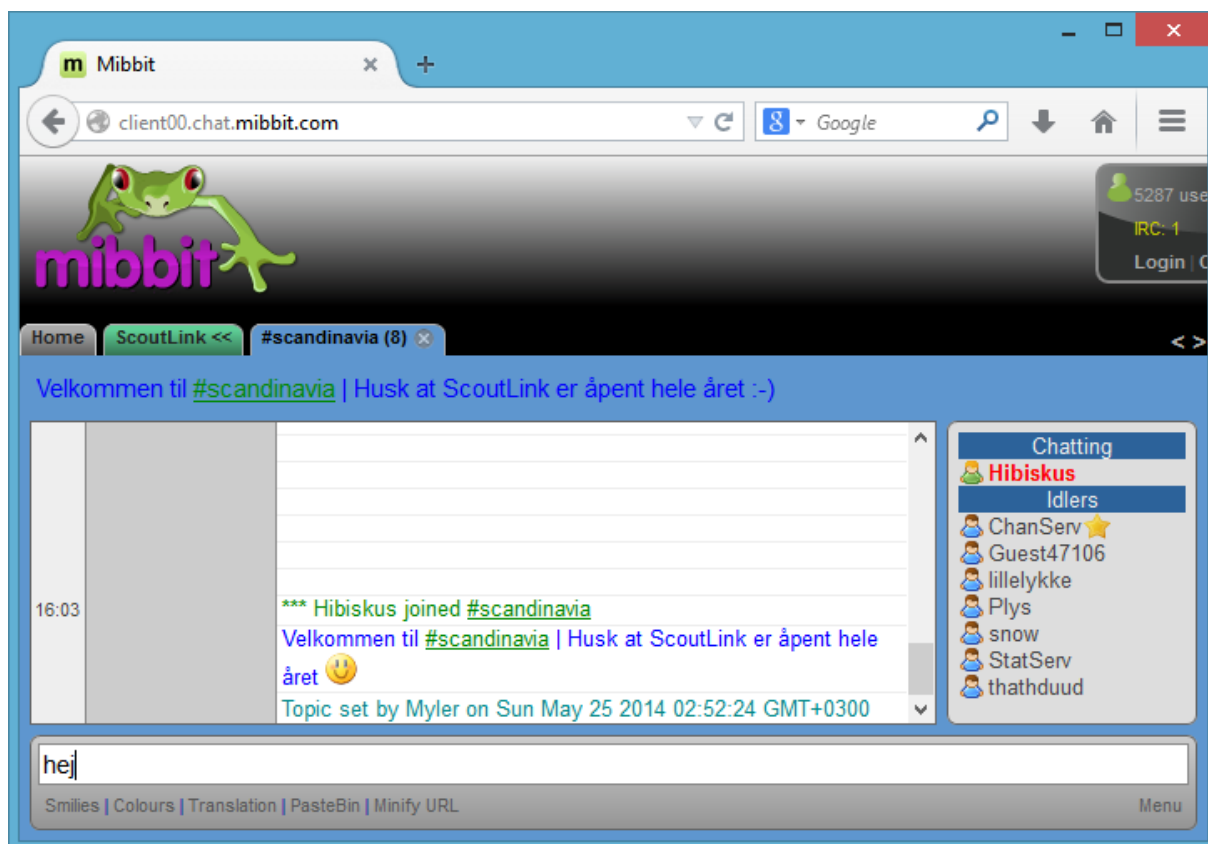 m Mibbit
client00.chat.mibbit.com
8 Google
5287 use
IRC: 1
Login |
mibbit
Home ScoutLink << #scandinavia (8)
< >
Velkommen til #scandinavia | Husk at ScoutLink er åpent hele året :-)
16:03
*** Hibiskus joined #scandinavia
Velkommen til #scandinavia | Husk at ScoutLink er åpent hele
året
Topic set by Myler on Sun May 25 2014 02:52:24 GMT+0300
Chatting
Hibiskus
Idlers
ChanServ
Guest47106
lillelykke
Plys
snow
StatServ
thathduud
hej
Smilies | Colours | Translation | PasteBin | Minify URL
Menu